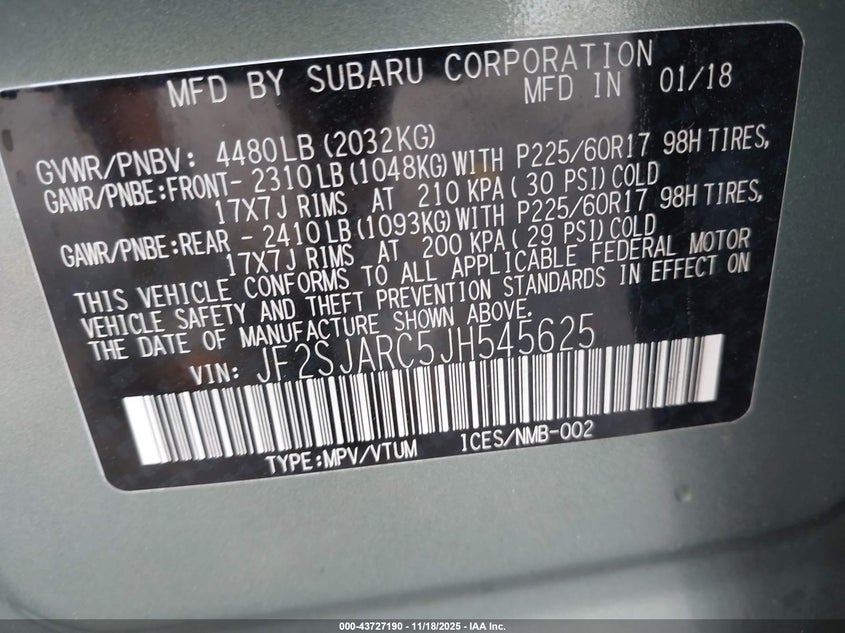 MFD BY SUBARU CORPORATION
MFD IN 01/18
GVWR/PNBV: 4480LB (2032KG)
GAWR/PNBE:FRONT- 2310LB (1048KG)WITH P225/60R17 98H TIRES,
17X7J RIMS AT 210 KPA( 30 PSI)COLD
GAWR/PNBE:REAR - 2410LB(1093KG)WITH P225/60R17 98H TIRES,
17X7J RIMS AT 200 KPA( 29 PSI)COLD
THIS VEHICLE CONFORMS TO ALL APPLICABLE FEDERAL MOTOR
VEHICLE SAFETY AND THEFT PREVENTION STANDARDS IN EFFECT ON
THE DATE OF MANUFACTURE SHOWN ABOVE.
VIN: JF2SJARC5JH545625
TYPE:MPV/VTUM ICES/NMB-002
000-43727190 - 11/18/2025 - IAA Inc.